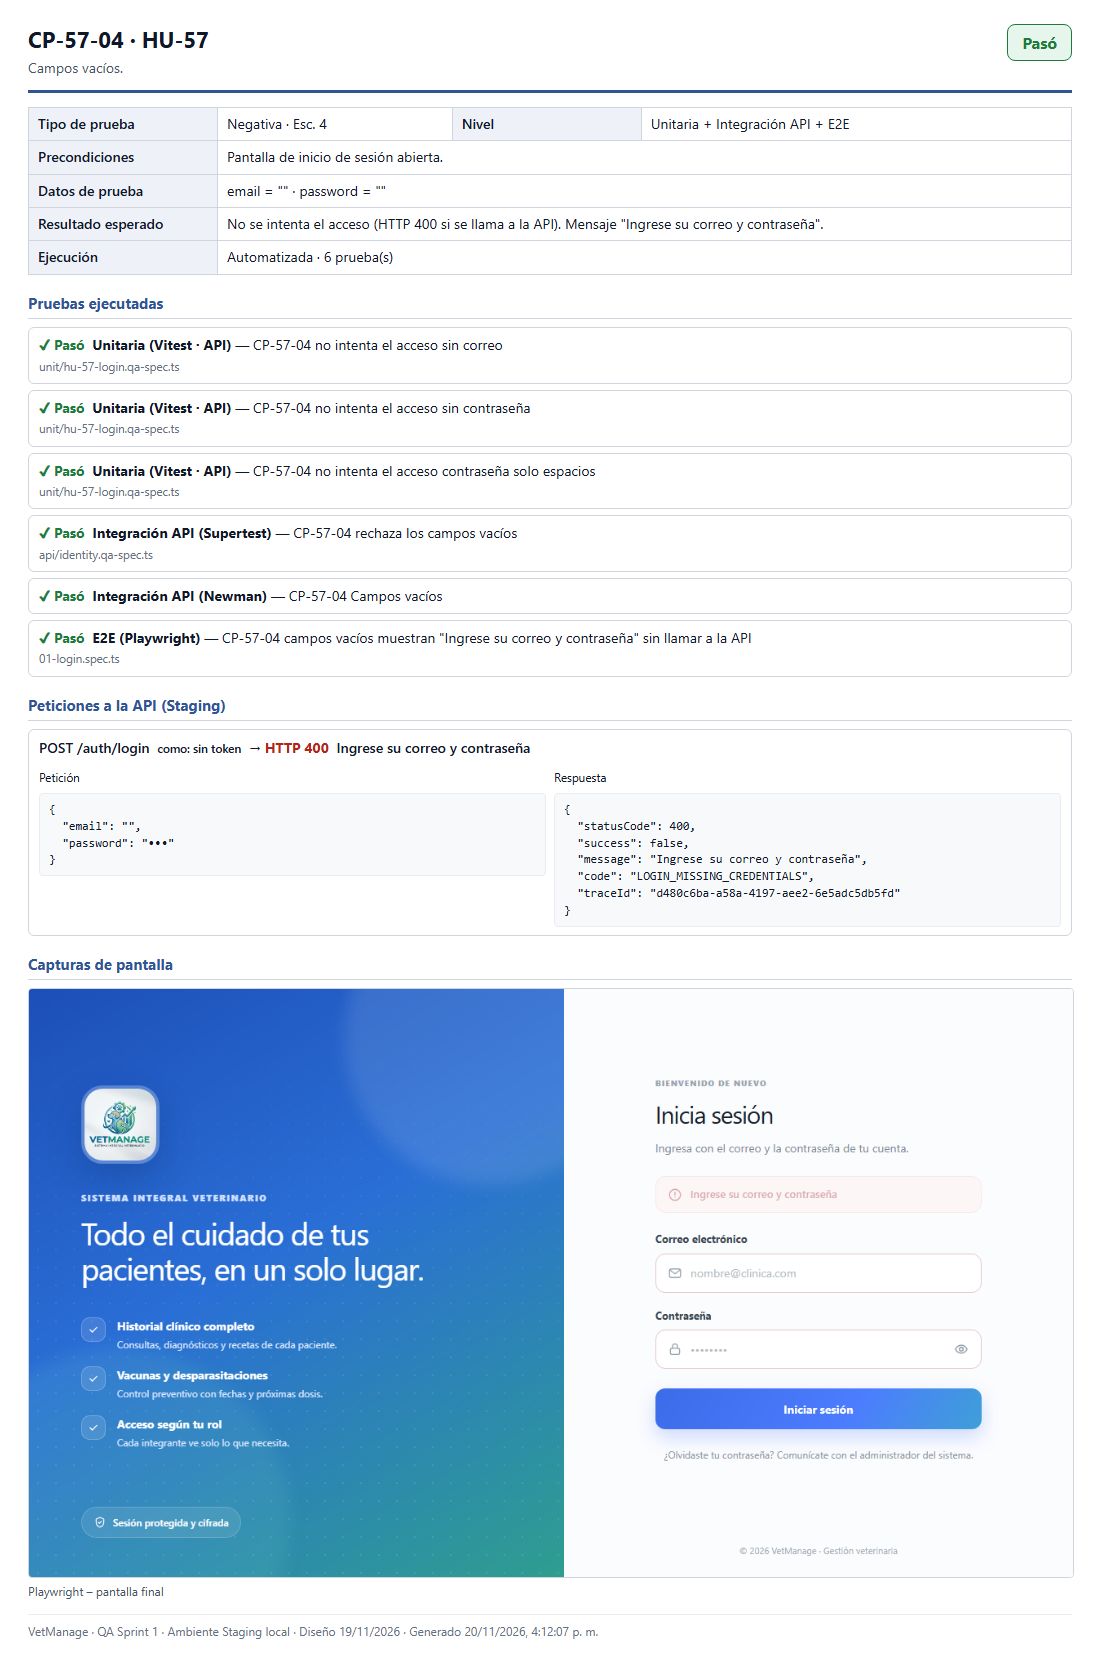 CP-57-04 · HU-57
Pasó
Campos vacíos.
Tipo de prueba Negativa · Esc. 4 Nivel Unitaria + Integración API + E2E
Precondiciones Pantalla de inicio de sesión abierta.
Datos de prueba email = "" · password = ""
Resultado esperado No se intenta el acceso (HTTP 400 si se llama a la API). Mensaje "Ingrese su correo y contraseña".
Ejecución Automatizada · 6 prueba(s)
Pruebas ejecutadas
✓ Pasó Unitaria (Vitest · API) — CP-57-04 no intenta el acceso sin correo
unit/hu-57-login.qa-spec.ts
✓ Pasó Unitaria (Vitest · API) — CP-57-04 no intenta el acceso sin contraseña
unit/hu-57-login.qa-spec.ts
✓ Pasó Unitaria (Vitest · API) — CP-57-04 no intenta el acceso contraseña solo espacios
unit/hu-57-login.qa-spec.ts
✓ Pasó Integración API (Supertest) — CP-57-04 rechaza los campos vacíos
api/identity.qa-spec.ts
✓ Pasó Integración API (Newman) — CP-57-04 Campos vacíos
✓ Pasó E2E (Playwright) — CP-57-04 campos vacíos muestran "Ingrese su correo y contraseña" sin llamar a la API
01-login.spec.ts
Peticiones a la API (Staging)
POST /auth/login como: sin token → HTTP 400 Ingrese su correo y contraseña
Petición
{
"email": "",
"password": "•••"
}
Respuesta
{
"statusCode": 400,
"success": false,
"message": "Ingrese su correo y contraseña",
"code": "LOGIN_MISSING_CREDENTIALS",
"traceId": "d480c6ba-a58a-4197-aee2-6e5adc5db5fd"
}
Capturas de pantalla
VETMANAGE
SISTEMA INTEGRAL VETERINARIO
Todo el cuidado de tus
pacientes, en un solo lugar.
Historial clínico completo
Consultas, diagnósticos y recetas de cada paciente.
Vacunas y desparasitaciones
Control preventivo con fechas y próximas dosis.
Acceso según tu rol
Cada integrante ve solo lo que necesita.
Sesión protegida y cifrada
BIENVENIDO DE NUEVO
Inicia sesión
Ingresa con el correo y la contraseña de tu cuenta.
Ingrese su correo y contraseña
Correo electrónico
nombre@clinica.com
Contraseña
••••••••
Iniciar sesión
¿Olvidaste tu contraseña? Comunícate con el administrador del sistema.
© 2026 VetManage · Gestión veterinaria
Playwright – pantalla final
VetManage · QA Sprint 1 · Ambiente Staging local · Diseño 19/11/2026 · Generado 20/11/2026, 4:12:07 p. m.